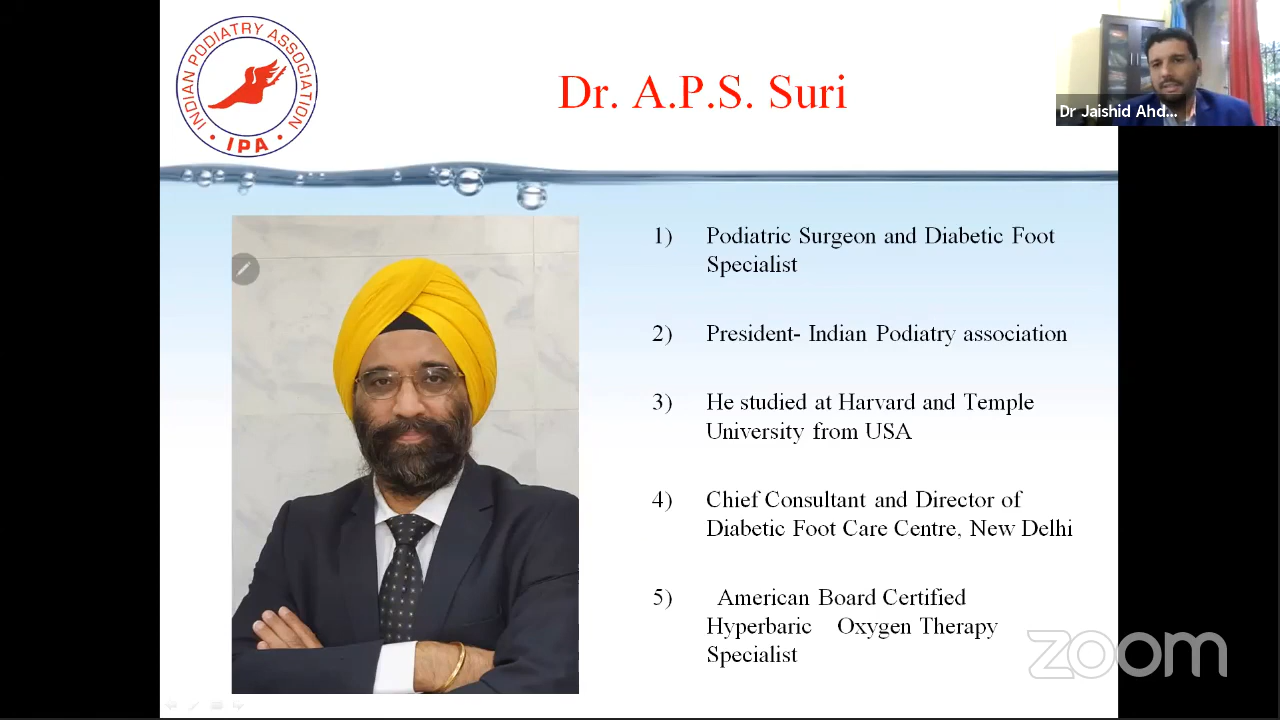 INDIAN PODIATRY ASSOCIATION
• IPA •
Dr. A.P.S. Suri
Dr Jaishid Ahd...
1) Podiatric Surgeon and Diabetic Foot
Specialist
2) President- Indian Podiatry association
3) He studied at Harvard and Temple
University from USA
4) Chief Consultant and Director of
Diabetic Foot Care Centre, New Delhi
5) American Board Certified
Hyperbaric Oxygen Therapy
Specialist
zoom